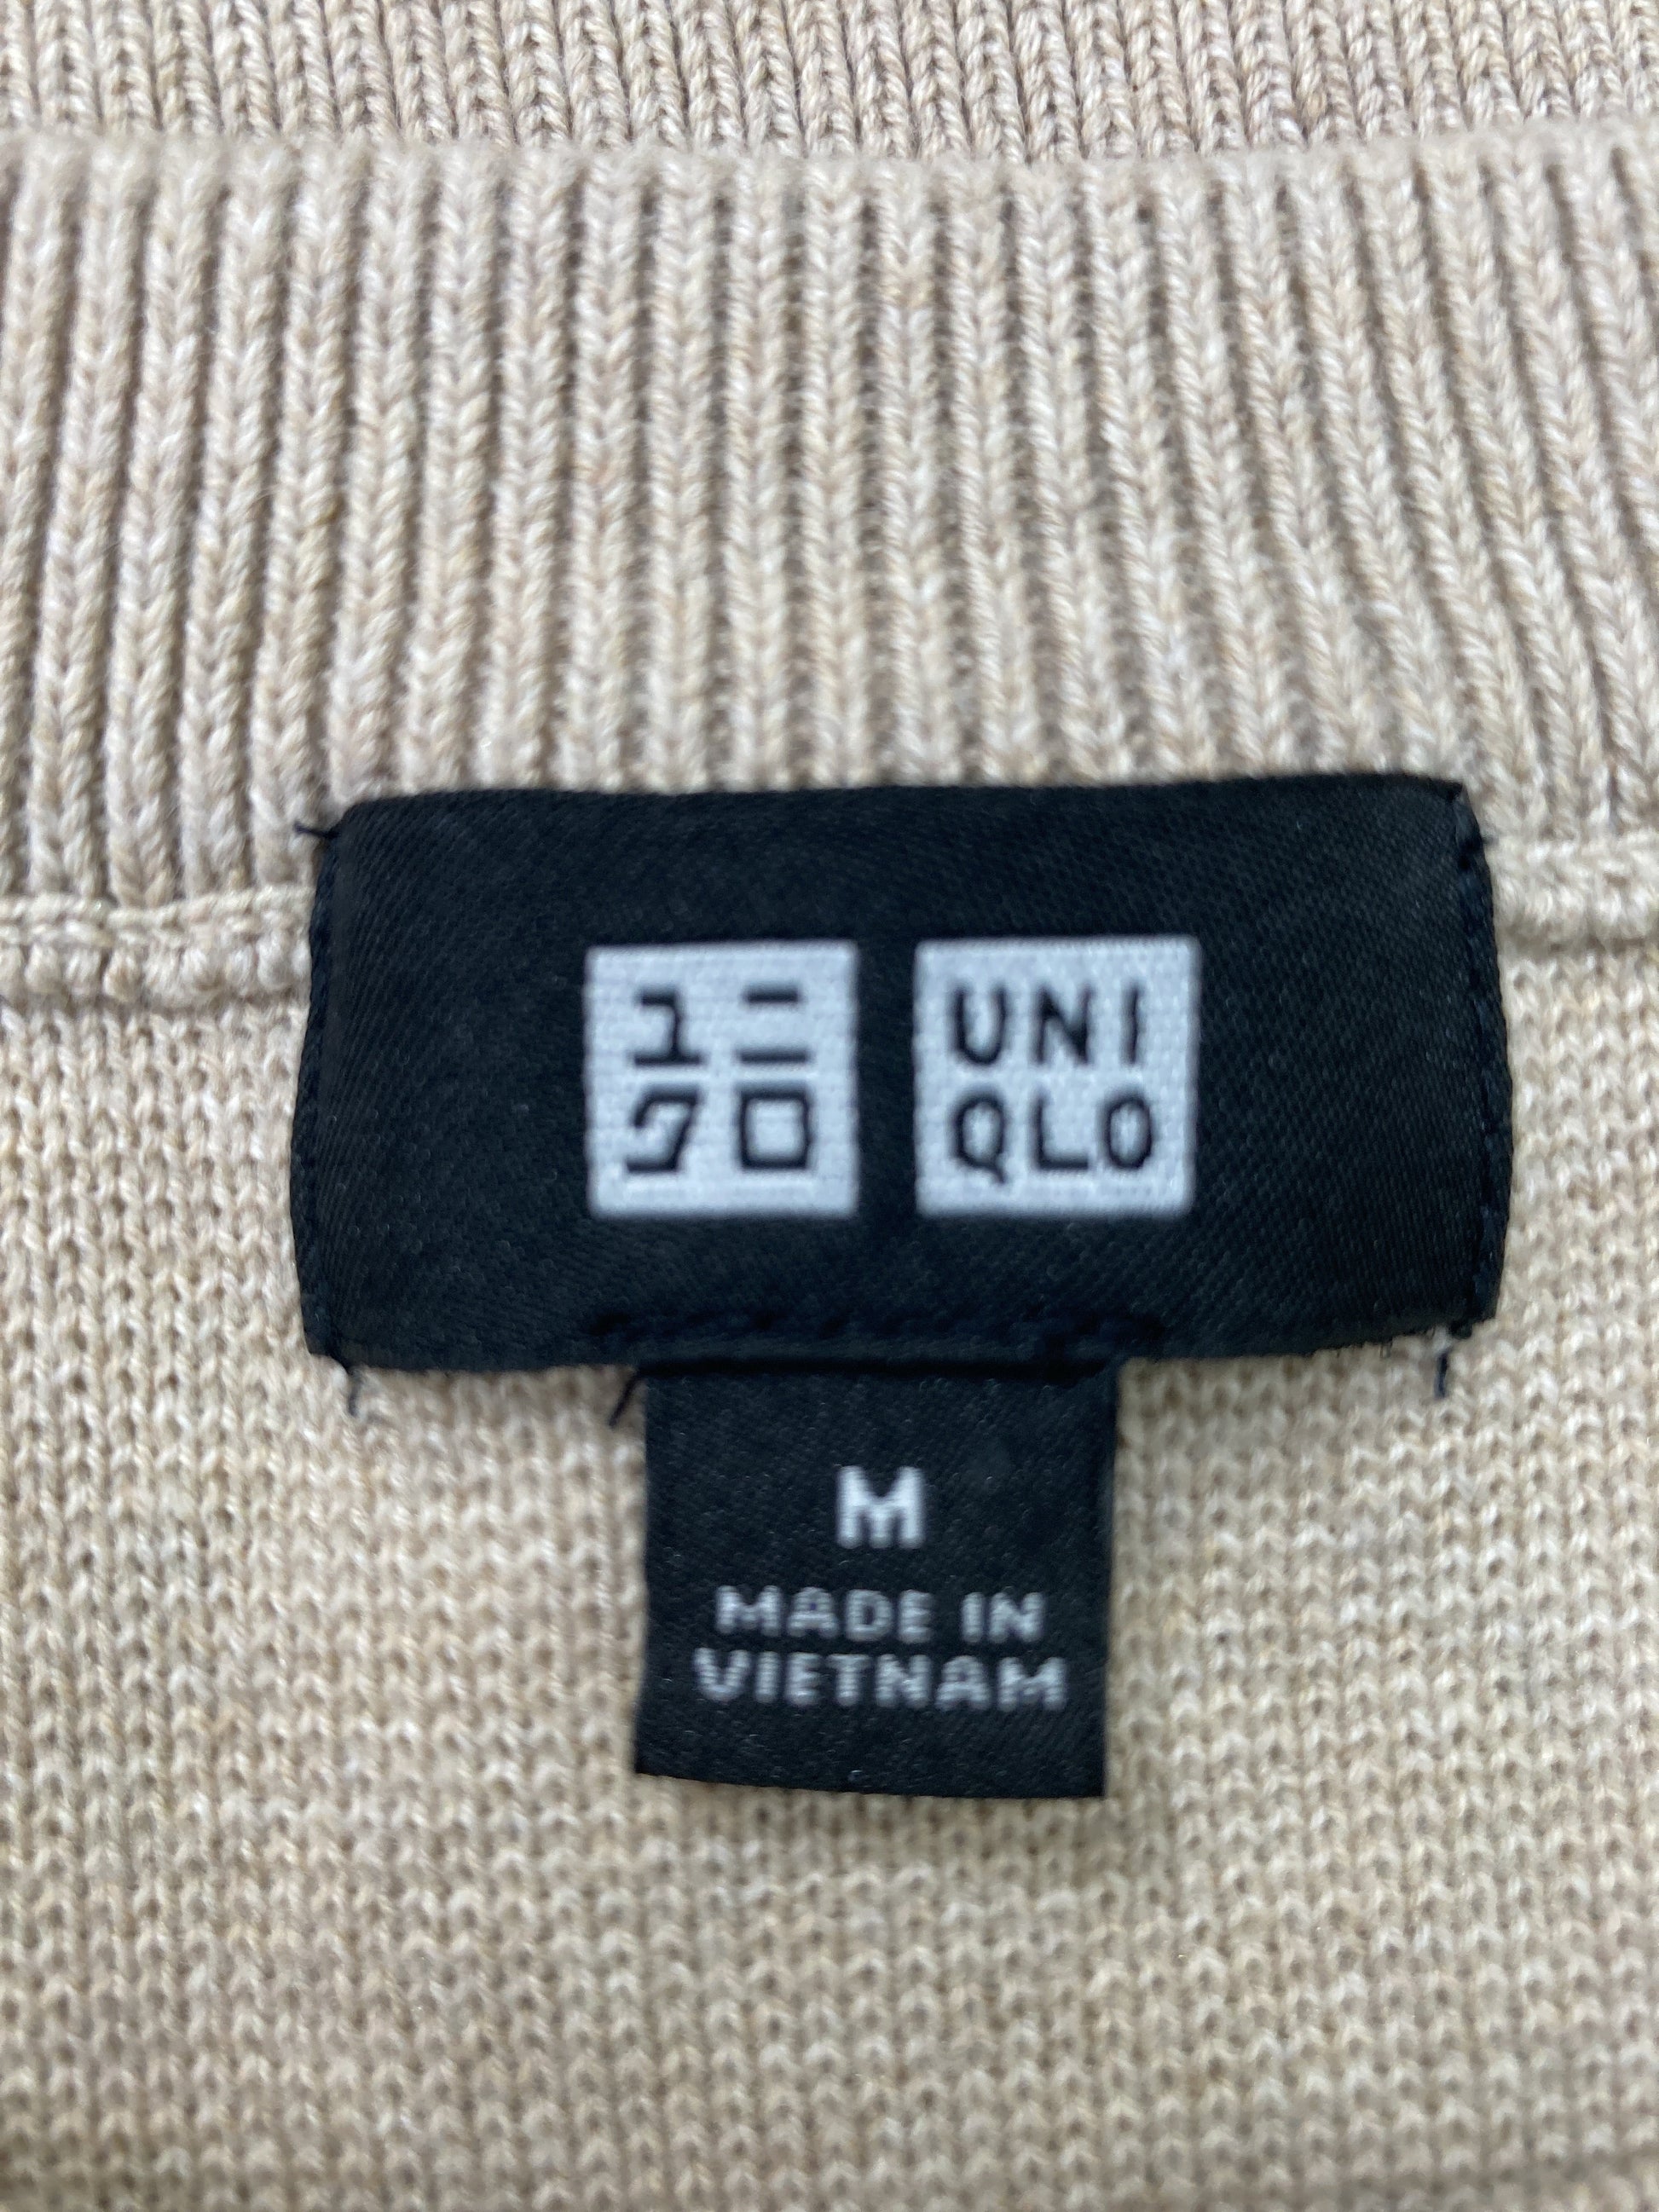 ユニ
クロ
UNI
QLO
M
MADE IN
VIETNAM